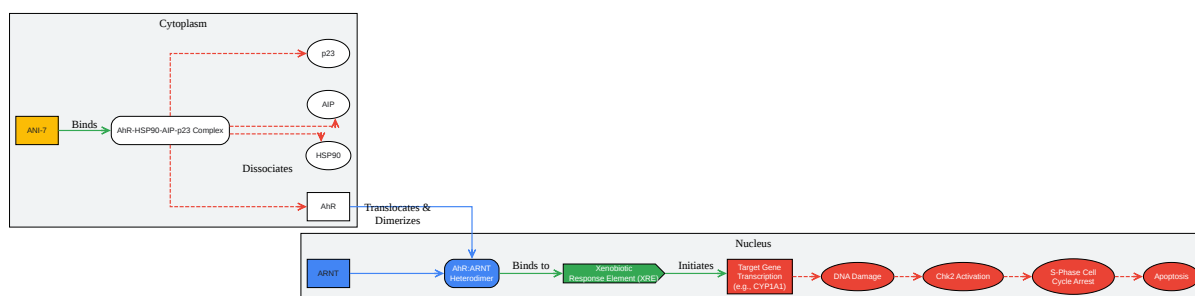 Cytoplasm
p23
AIP
ANI-7
Binds
AhR-HSP90-AIP-p23 Complex
HSP90
Dissociates
AhR
Translocates &
Dimerizes
Nucleus
ARNT
AhR:ARNT
Heterodimer
Binds to
Xenobiotic
Response Element (XRE)
Initiates
Target Gene
Transcription
(e.g., CYP1A1)
DNA Damage
Chk2 Activation
S-Phase Cell
Cycle Arrest
Apoptosis